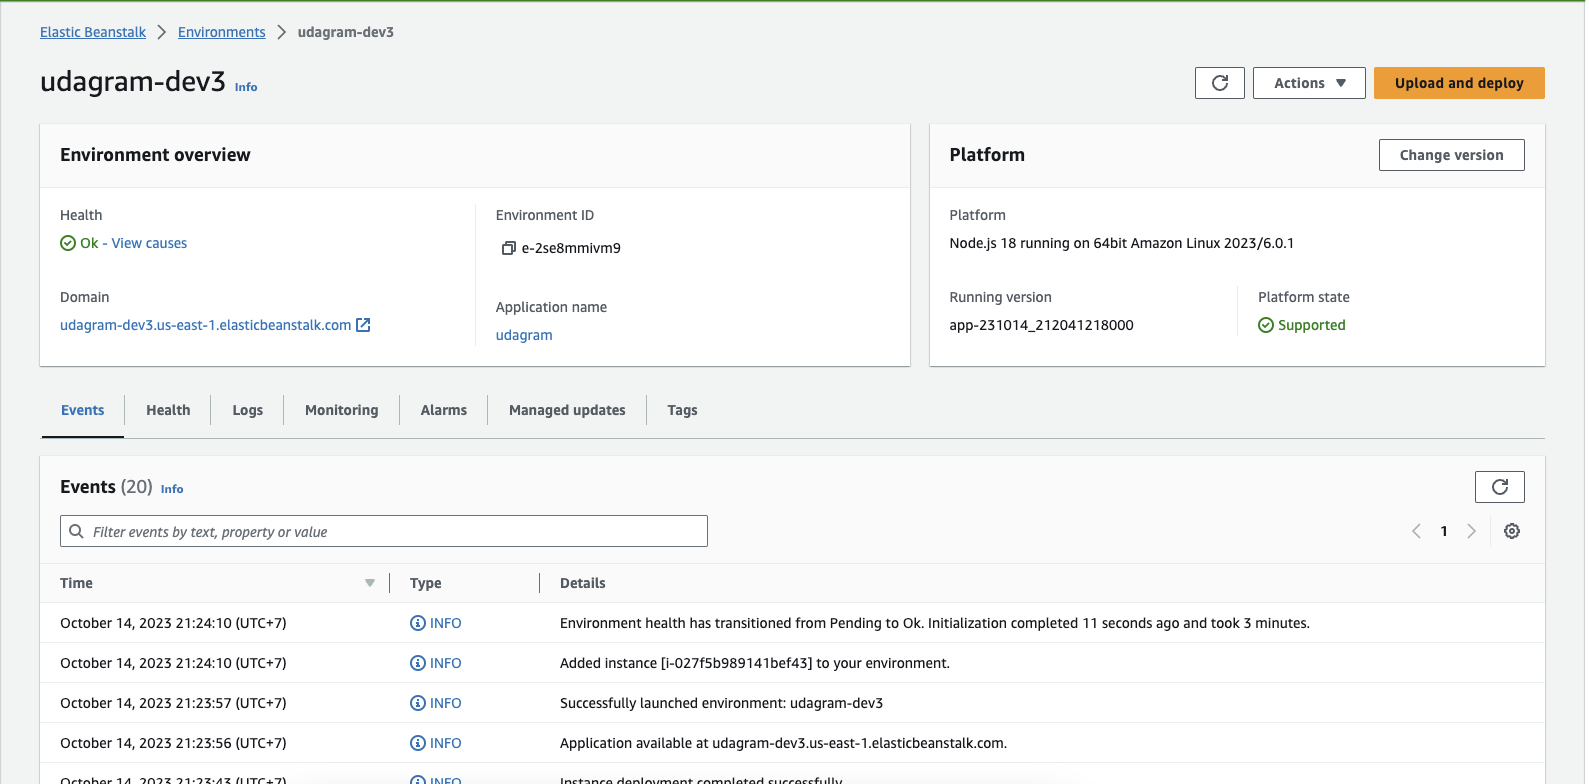 Elastic Beanstalk > Environments > udagram-dev3
udagram-dev3 Info
Actions
Upload and deploy
Environment overview
Health
Ok - View causes
Domain
udagram-dev3.us-east-1.elasticbeanstalk.com
Environment ID
e-2se8mmivm9
Application name
udagram
Platform
Change version
Platform
Node.js 18 running on 64bit Amazon Linux 2023/6.0.1
Running version
app-231014_212041218000
Platform state
Supported
Events Health Logs Monitoring Alarms Managed updates Tags
Events (20) Info
Filter events by text, property or value
1
Time Type Details
October 14, 2023 21:24:10 (UTC+7) INFO Environment health has transitioned from Pending to Ok. Initialization completed 11 seconds ago and took 3 minutes.
October 14, 2023 21:24:10 (UTC+7) INFO Added instance [i-027f5b989141bef43] to your environment.
October 14, 2023 21:23:57 (UTC+7) INFO Successfully launched environment: udagram-dev3
October 14, 2023 21:23:56 (UTC+7) INFO Application available at udagram-dev3.us-east-1.elasticbeanstalk.com.
October 14, 2023 21:23:43 (UTC+7) INFO Instance deployment completed successfully.